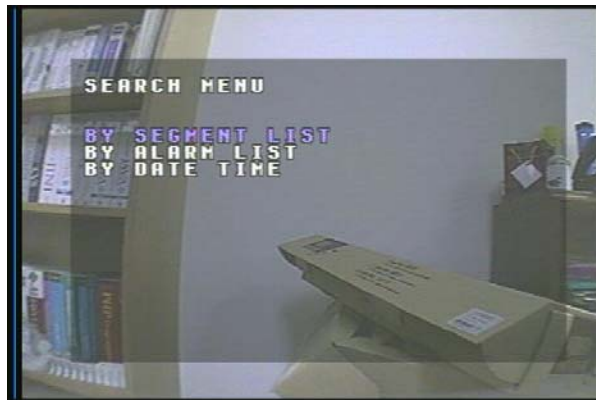 SEARCH MENU
BY SEGMENT LIST
BY ALARM LIST
BY DATE TIME